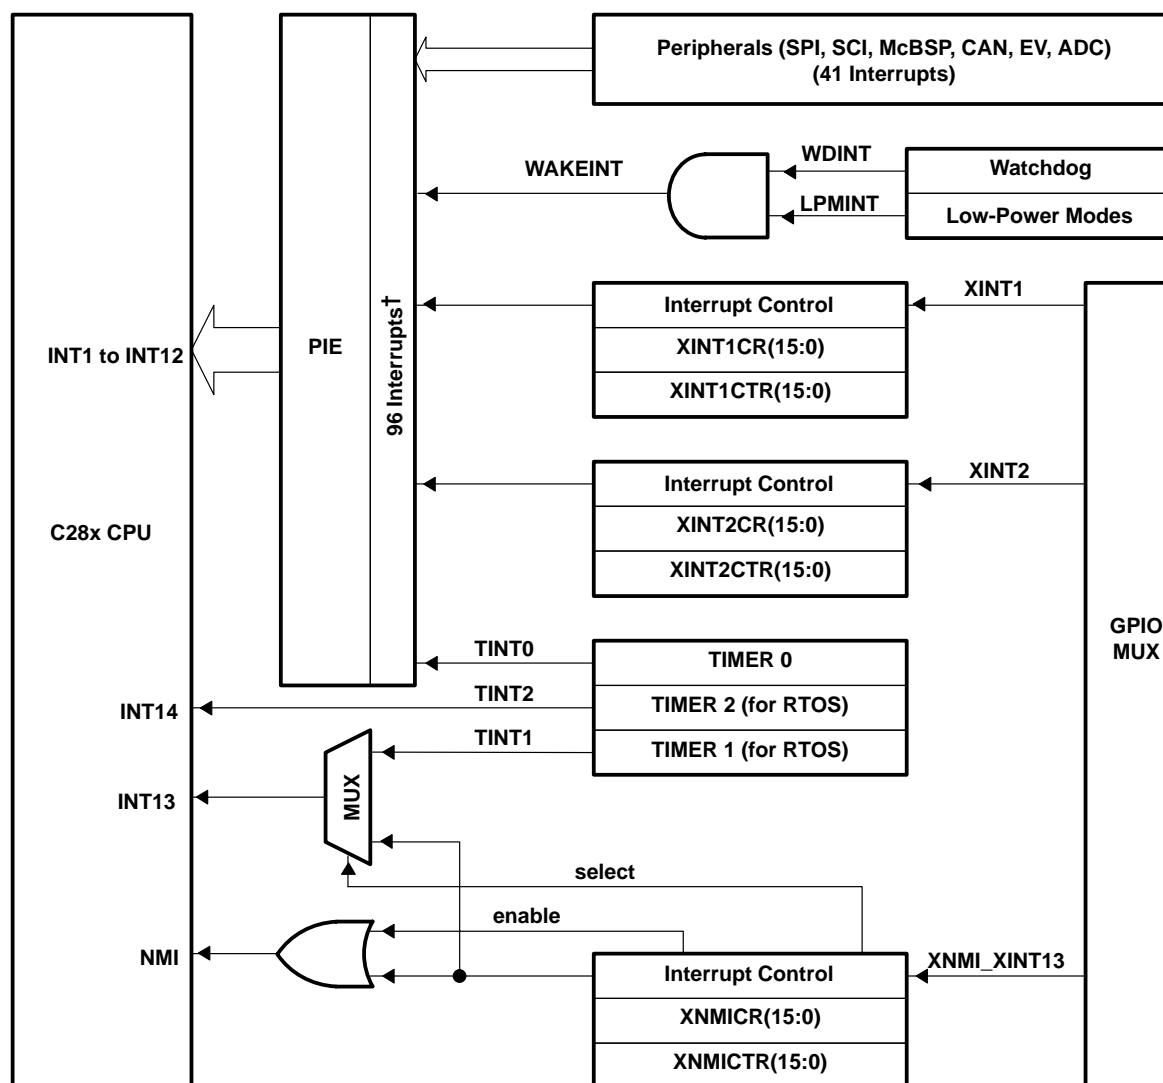 Peripherals (SPI, SCI, McBSP, CAN, EV, ADC)
(41 Interrupts)
WDINT
Watchdog
WAKEINT
LPMINT
Low-Power Modes
XINT1
Interrupt Control
96 Interrupts†
INT1 to INT12
PIE
XINT1CR(15:0)
XINT1CTR(15:0)
XINT2
Interrupt Control
C28x CPU
XINT2CR(15:0)
XINT2CTR(15:0)
GPIO
MUX
TINT0
TIMER 0
TINT2
INT14
TIMER 2 (for RTOS)
TINT1
TIMER 1 (for RTOS)
INT13
MUX
select
enable
NMI
XNMI_XINT13
Interrupt Control
XNMICR(15:0)
XNMICTR(15:0)